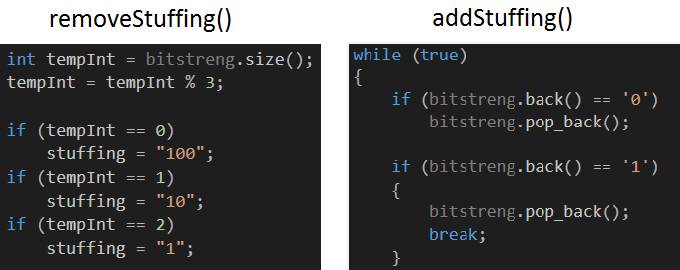 removeStuffing()
int tempInt = bitstreng.size();
tempInt = tempInt % 3;
if (tempInt == 0)
stuffing = "100";
if (tempInt == 1)
stuffing = "10";
if (tempInt == 2)
stuffing = "1";
addStuffing()
while (true)
{
if (bitstreng.back() == '0')
bitstreng.pop_back();
if (bitstreng.back() == '1')
{
bitstreng.pop_back();
break;
}